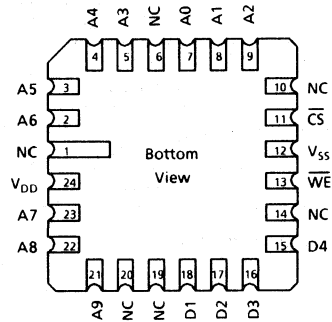 A4 A3 NC A0 A1 A2
4 5 6 7 8 9
A5 3 10 NC
A6 2 11 C̅S̅
NC 1 Bottom 12 VSS
VDD 24 View 13 W̅E̅
A7 23 14 NC
A8 22 15 D4
21 20 19 18 17 16
A9 NC NC D1 D2 D3